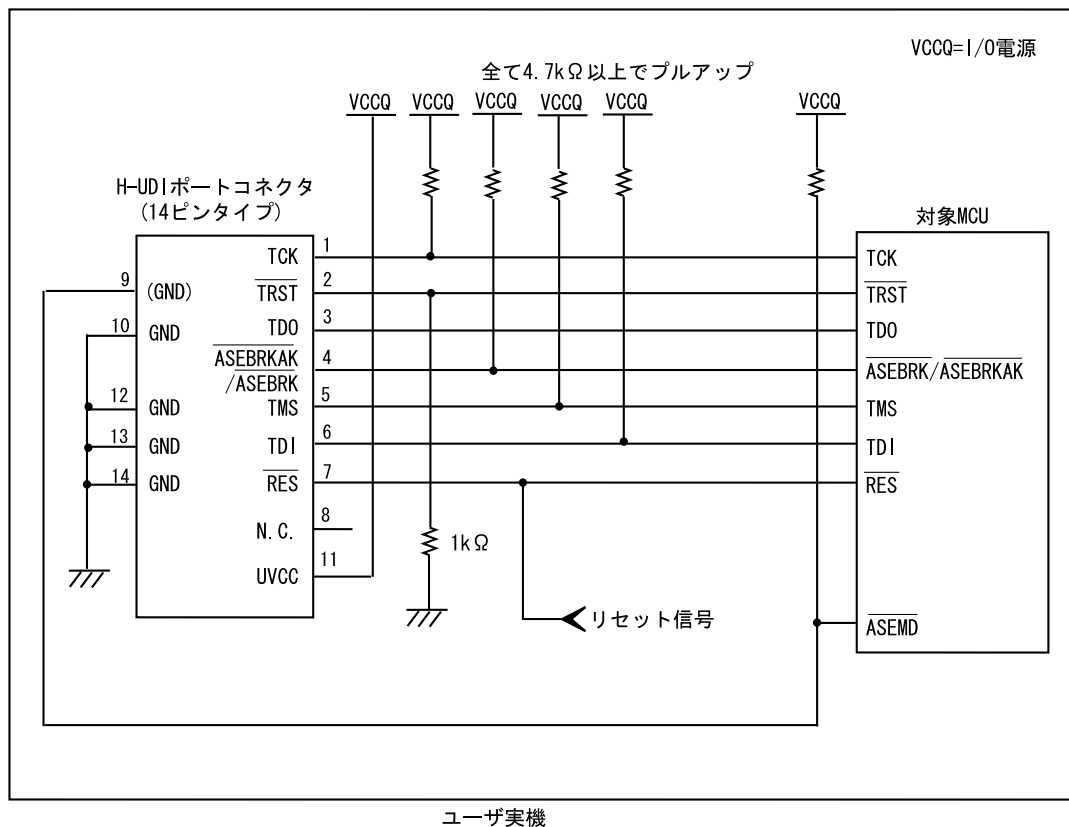 VCCQ=I/O電源
全て4.7kΩ以上でプルアップ
VCCQ VCCQ VCCQ VCCQ VCCQ VCCQ
H-UDIポートコネクタ
(14ピンタイプ)
対象MCU
TCK 1 TCK
9 (GND) TRST 2 TRST
10 GND TDO 3 TDO
ASEBRKAK 4 ASEBRK/ASEBRKAK
/ASEBRK
12 GND TMS 5 TMS
13 GND TDI 6 TDI
14 GND RES 7 RES
N.C. 8
1kΩ
UVCC 11
リセット信号
ASEMD
ユーザ実機